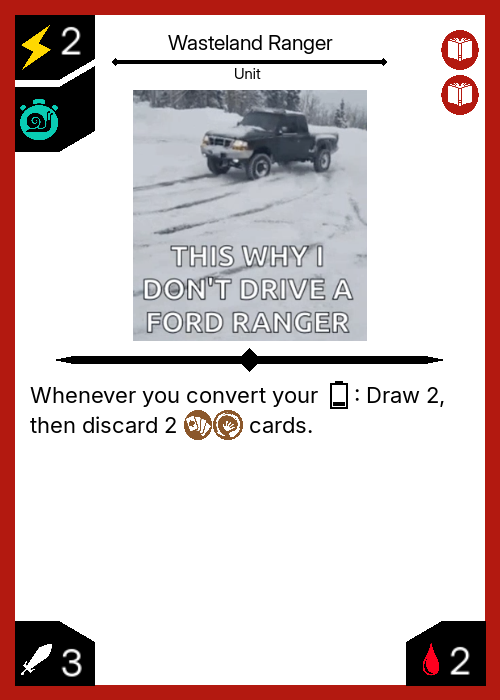 2
Wasteland Ranger
Unit
THIS WHY I
DON'T DRIVE A
FORD RANGER
Whenever you convert your : Draw 2,
then discard 2 cards.
3
2